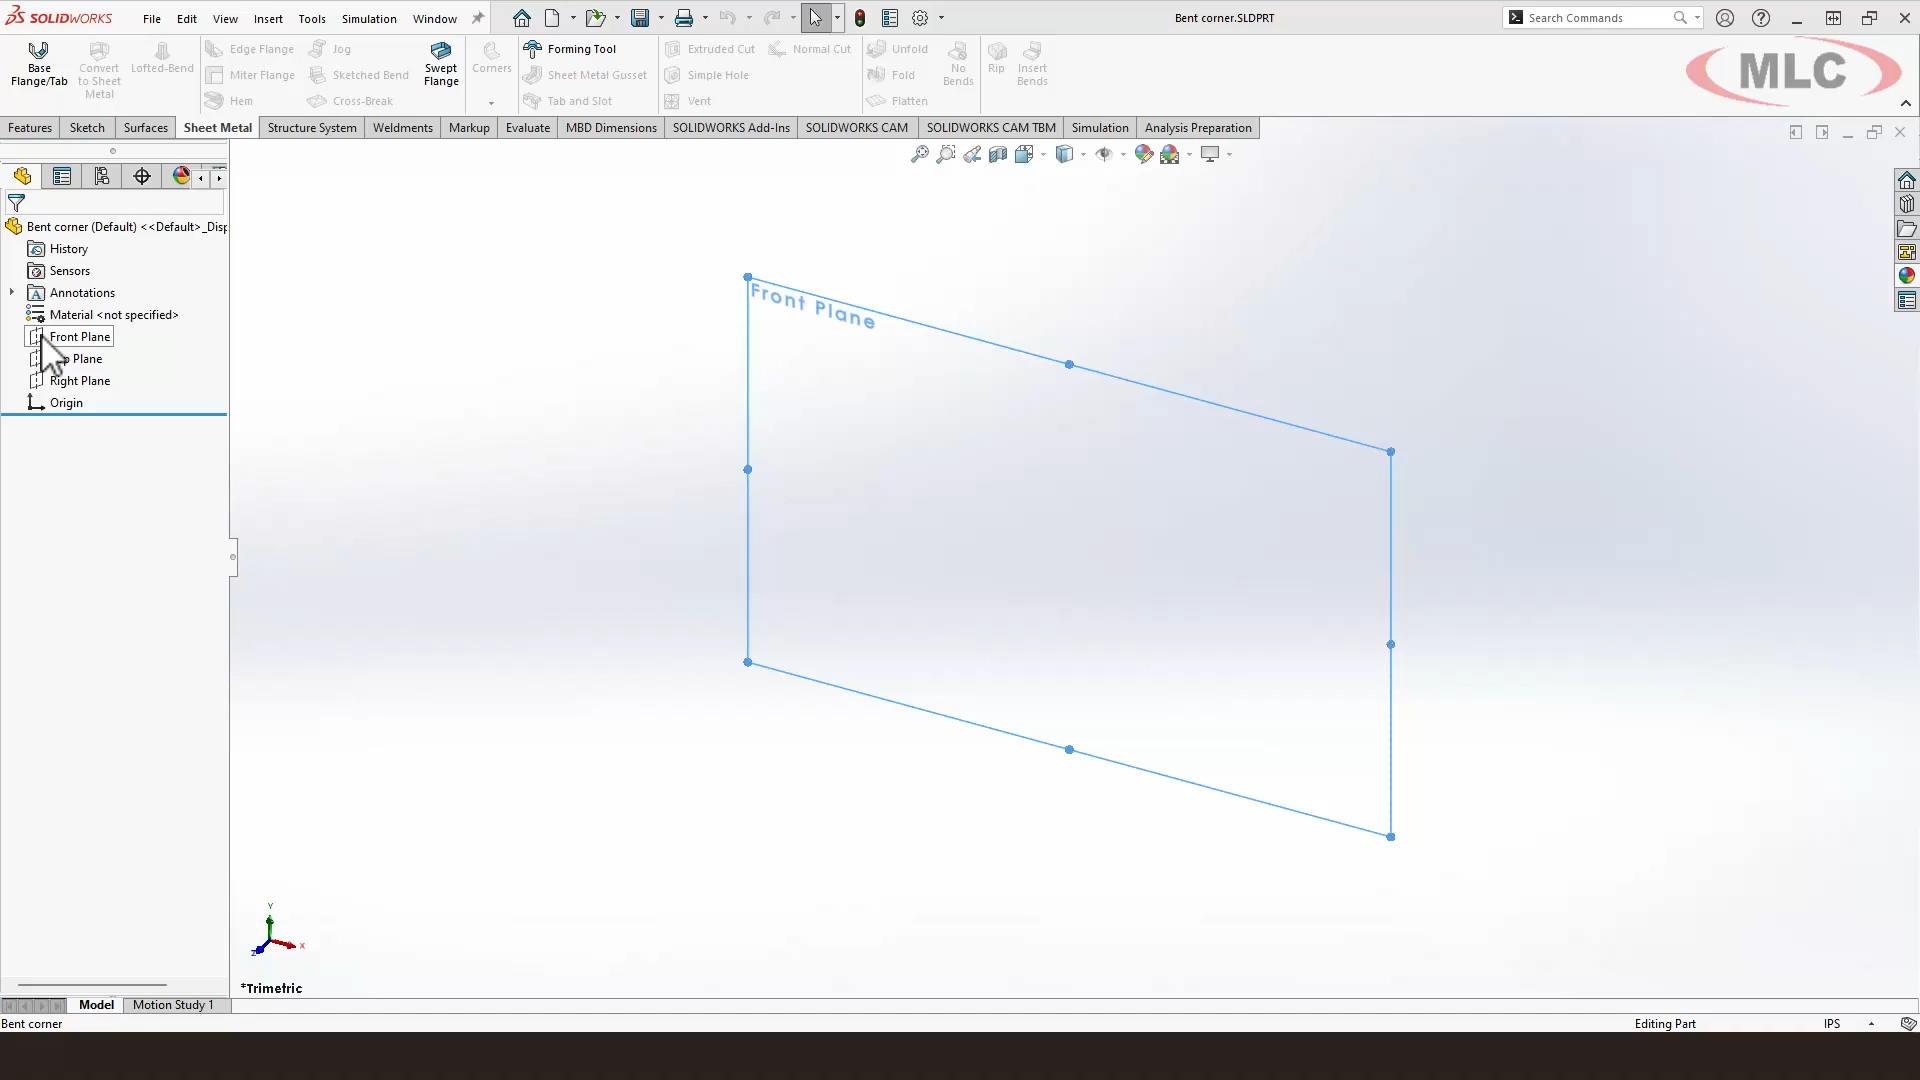 SOLIDWORKS File Edit View Insert Tools Simulation Window Bent corner.SLDPRT Search Commands
Base Flange/Tab
Convert to Sheet Metal
Lofted-Bend
Edge Flange
Miter Flange
Hem
Jog
Sketched Bend
Cross-Break
Swept Flange
Corners
Forming Tool
Sheet Metal Gusset
Tab and Slot
Extruded Cut
Simple Hole
Vent
Normal Cut
Unfold
Fold
Flatten
No Bends
Rip
Insert Bends
MLC
Features Sketch Surfaces Sheet Metal Structure System Weldments Markup Evaluate MBD Dimensions SOLIDWORKS Add-Ins SOLIDWORKS CAM SOLIDWORKS CAM TBM Simulation Analysis Preparation
Bent corner (Default) <<Default>_Disp
History
Sensors
Annotations
Material <not specified>
Front Plane
Plane
Right Plane
Origin
Front Plane
Y
X
Z
*Trimetric
Model Motion Study 1
Bent corner Editing Part IPS